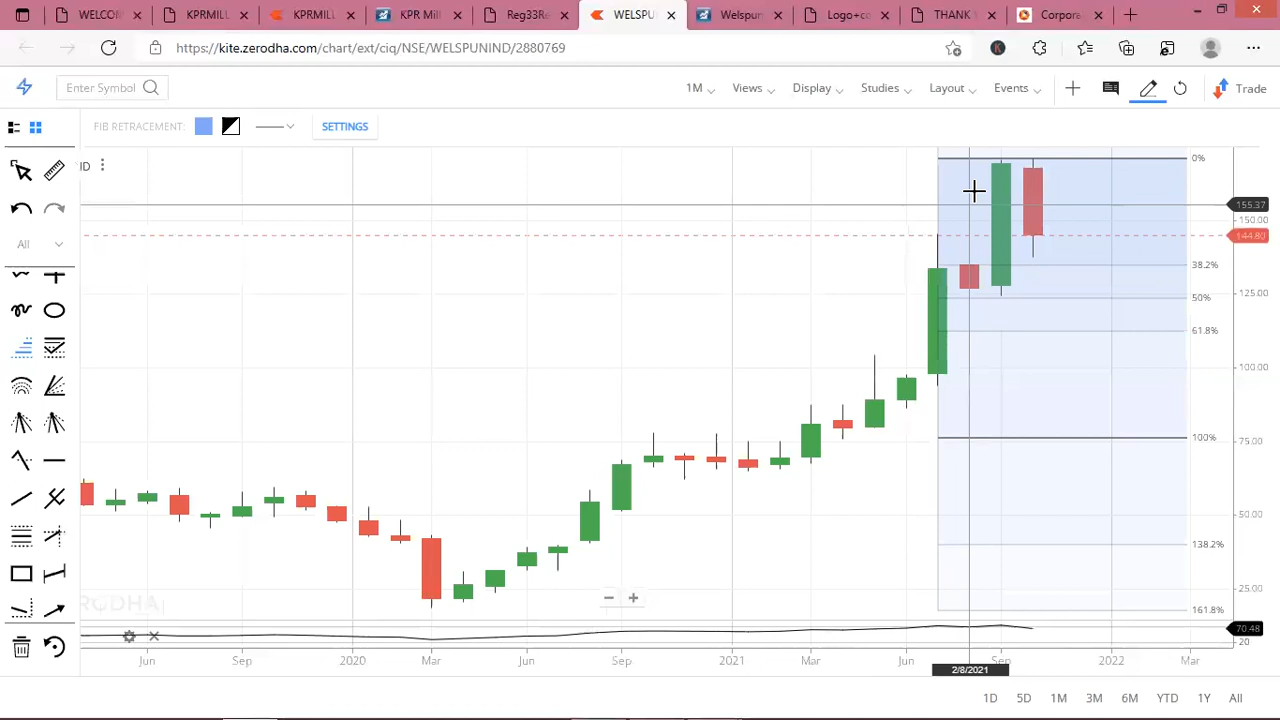 WELCOM
KPRMILL
KPRMILL
KPR Mill
Reg33Re
WELSPU
Welspun
Logo+co
THANK
Corpora
https://kite.zerodha.com/chart/ext/ciq/NSE/WELSPUNIND/2880769
Enter Symbol
1M
Views
Display
Studies
Layout
Events
Trade
FIB RETRACEMENT:
SETTINGS
ID
All
0%
38.2%
50%
61.8%
100%
138.2%
161.8%
155.37
150.00
144.80
125.00
100.00
75.00
50.00
25.00
70.48
20
Jun
Sep
2020
Mar
Jun
Sep
2021
Mar
Jun
Sep
2022
Mar
2/8/2021
1D 5D 1M 3M 6M YTD 1Y All